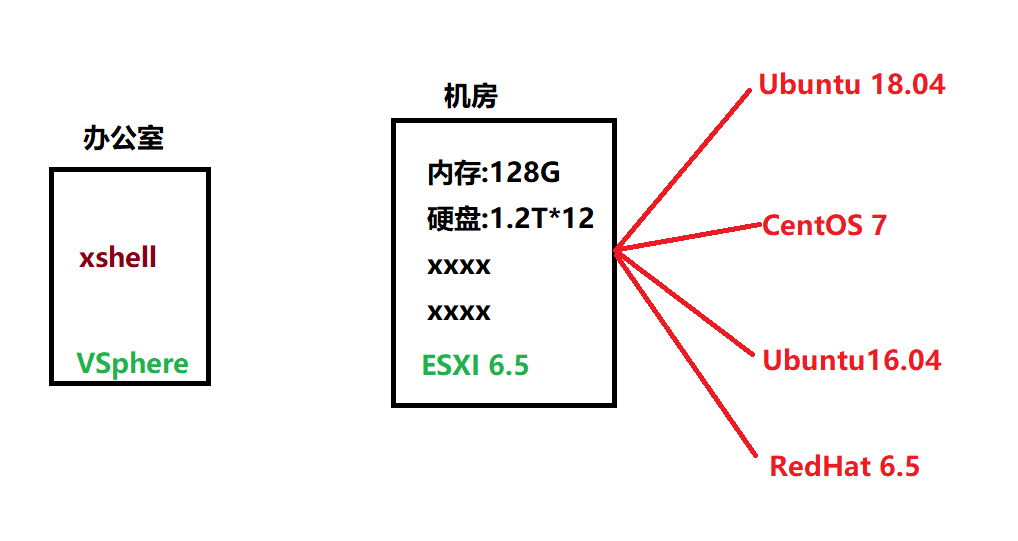 办公室
xshell
VSphere
机房
内存:128G
硬盘:1.2T*12
xxxx
xxxx
ESXI 6.5
Ubuntu 18.04
CentOS 7
Ubuntu16.04
RedHat 6.5